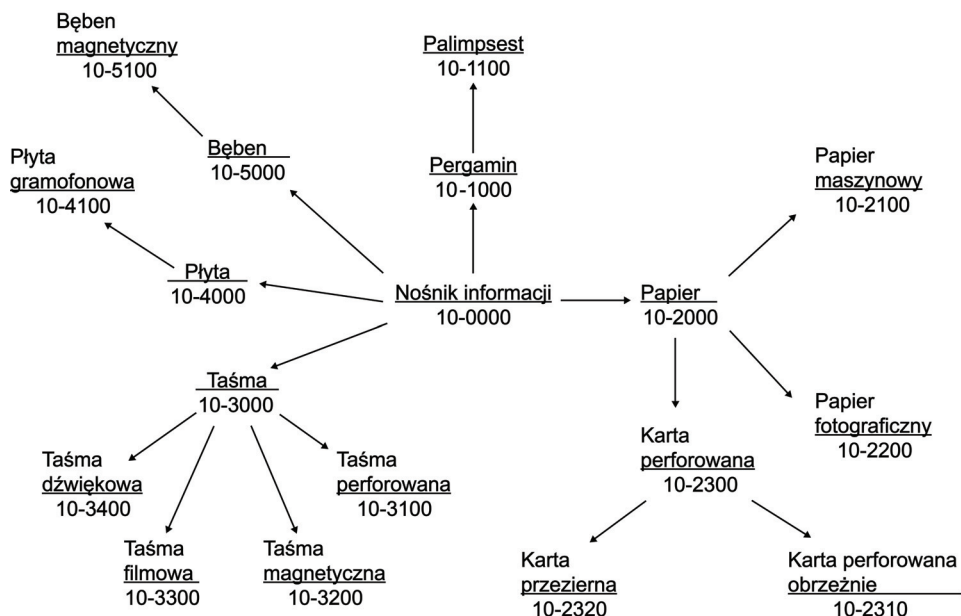 Bęben
magnetyczny
10-5100
Palimpsest
10-1100
Płyta
gramofonowa
10-4100
Bęben
10-5000
Pergamin
10-1000
Papier
maszynowy
10-2100
Płyta
10-4000
Nośnik informacji
10-0000
Papier
10-2000
Taśma
10-3000
Papier
fotograficzny
10-2200
Taśma
dźwiękowa
10-3400
Taśma
perforowana
10-3100
Karta
perforowana
10-2300
Taśma
filmowa
10-3300
Taśma
magnetyczna
10-3200
Karta
przezierna
10-2320
Karta perforowana
obrzeżnie
10-2310